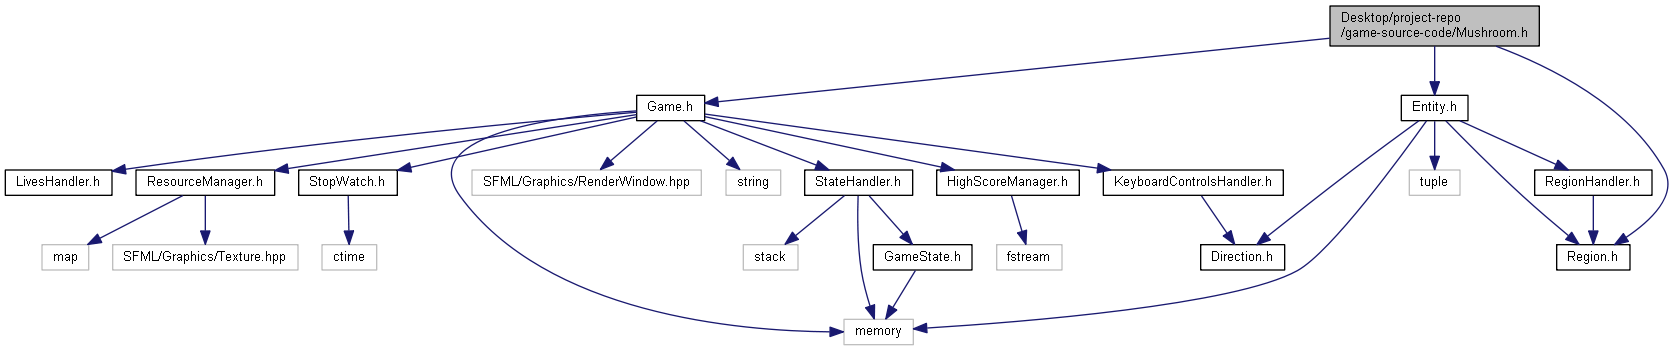 Desktop/project-repo
/game-source-code/Mushroom.h
Game.h
Entity.h
LivesHandler.h
ResourceManager.h
StopWatch.h
SFML/Graphics/RenderWindow.hpp
string
StateHandler.h
HighScoreManager.h
KeyboardControlsHandler.h
tuple
RegionHandler.h
map
SFML/Graphics/Texture.hpp
ctime
stack
GameState.h
fstream
Direction.h
Region.h
memory